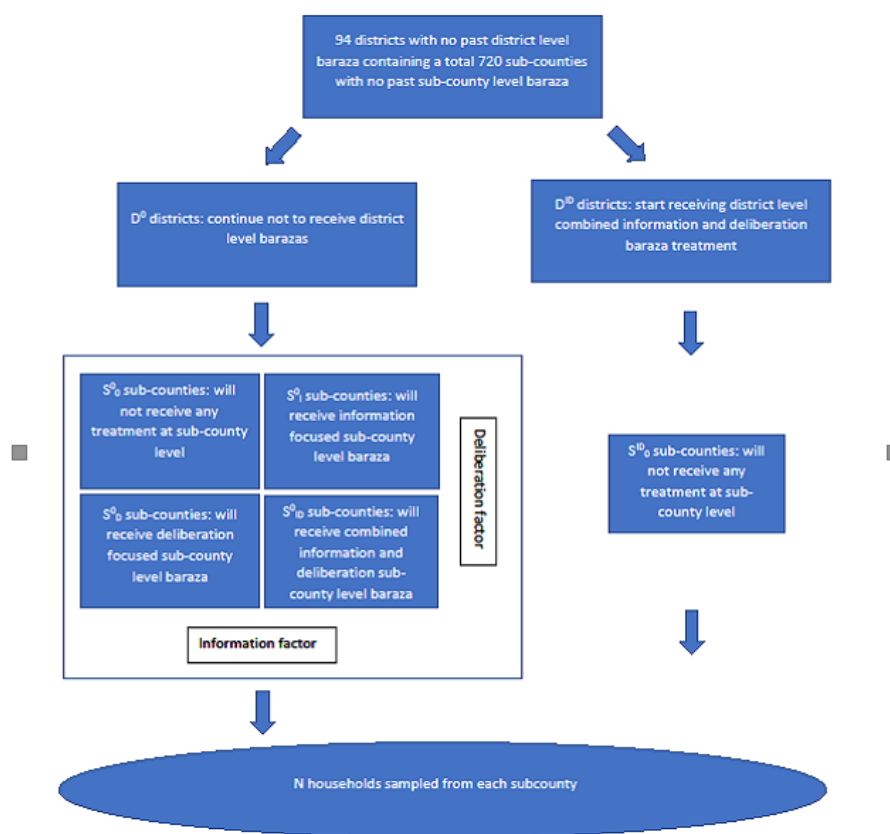 94 districts with no past district level
baraza containing a total 720 sub-counties
with no past sub-county level baraza
D⁰ districts: continue not to receive district
level barazas
Dᴵᴰ districts: start receiving district level
combined information and deliberation
baraza treatment
S⁰₀ sub-counties: will
not receive any
treatment at sub-county
level
S⁰ᵢ sub-counties: will
receive information
focused sub-county
level baraza
S⁰_D sub-counties: will
receive deliberation
focused sub-county
level baraza
S⁰_ID sub-counties: will
receive combined
information and
deliberation sub-
county level baraza
Deliberation factor
Information factor
Sᴵᴰ₀ sub-counties: will
not receive any
treatment at sub-
county level
N households sampled from each subcounty